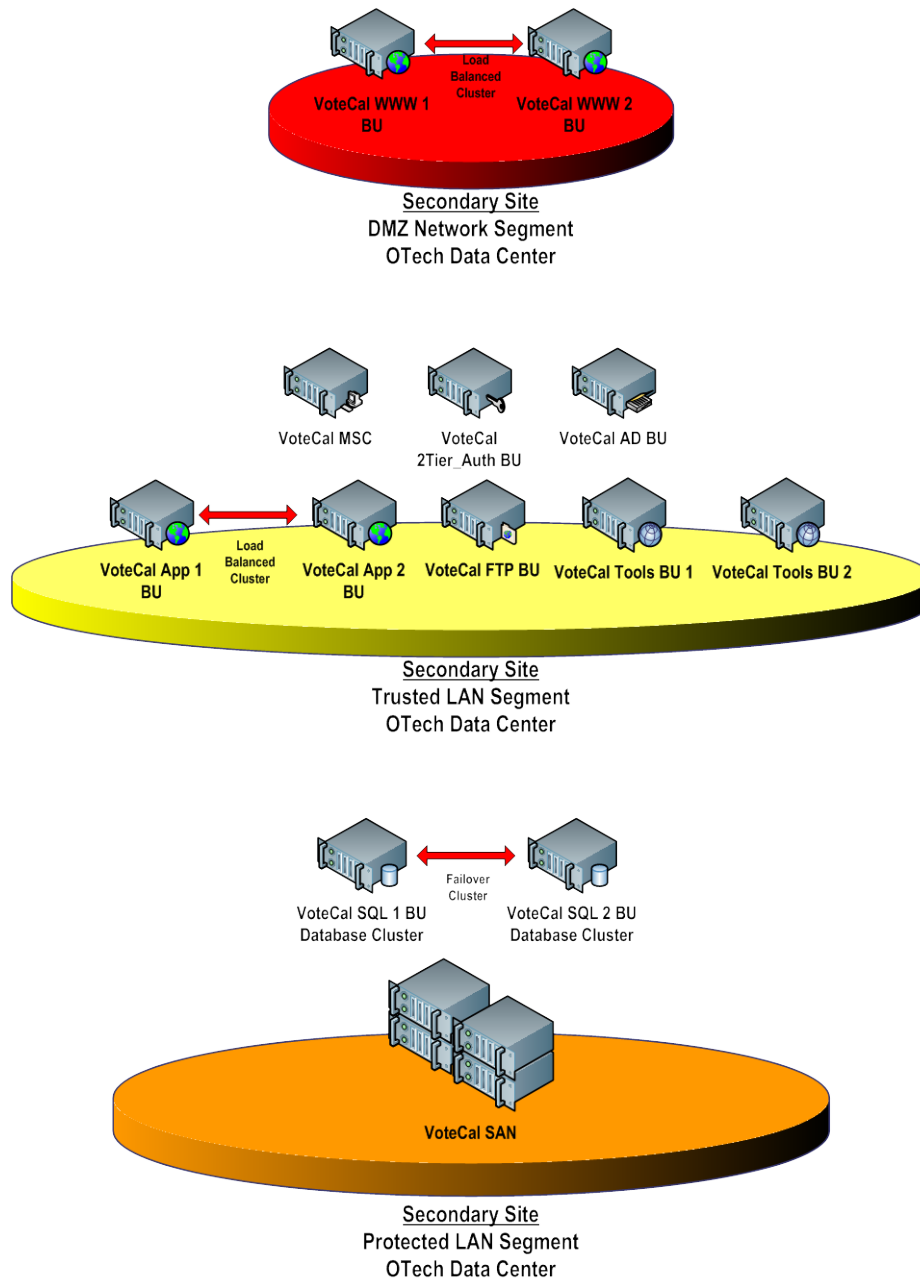 Load
Balanced
Cluster
VoteCal WWW 1
BU
VoteCal WWW 2
BU
Secondary Site
DMZ Network Segment
OTech Data Center
VoteCal MSC
VoteCal
2Tier_Auth BU
VoteCal AD BU
Load
Balanced
Cluster
VoteCal App 1
BU
VoteCal App 2
BU
VoteCal FTP BU
VoteCal Tools BU 1
VoteCal Tools BU 2
Secondary Site
Trusted LAN Segment
OTech Data Center
Failover
Cluster
VoteCal SQL 1 BU
Database Cluster
VoteCal SQL 2 BU
Database Cluster
VoteCal SAN
Secondary Site
Protected LAN Segment
OTech Data Center